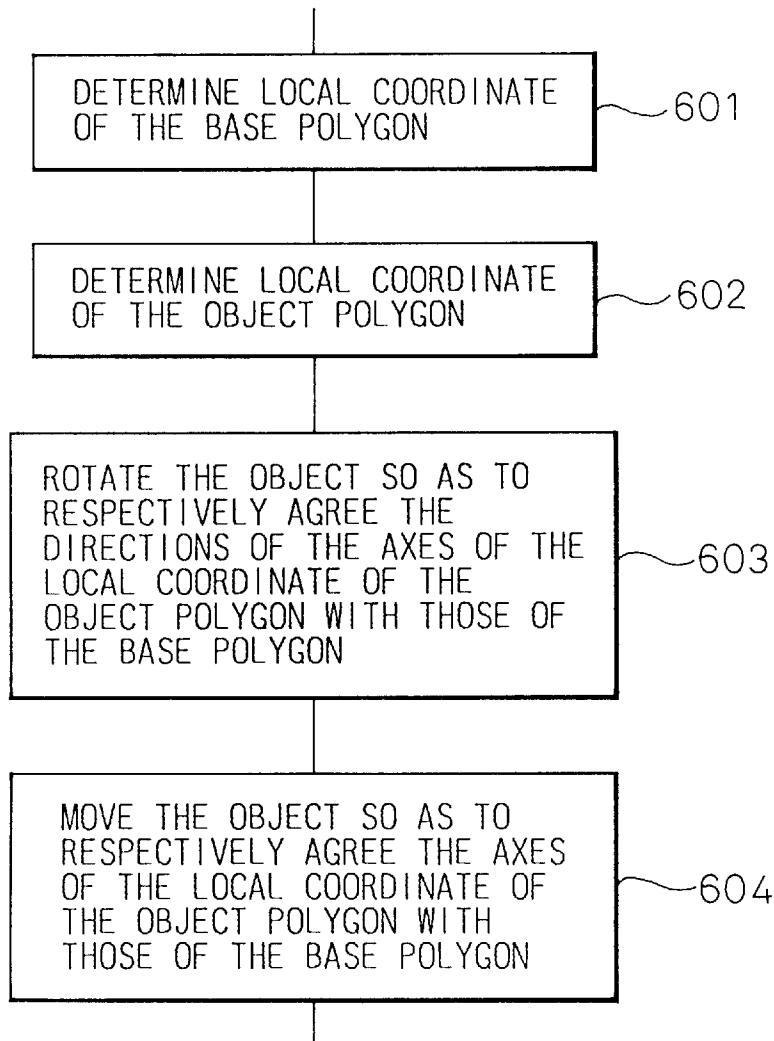 DETERMINE LOCAL COORDINATE
OF THE BASE POLYGON
601
DETERMINE LOCAL COORDINATE
OF THE OBJECT POLYGON
602
ROTATE THE OBJECT SO AS TO
RESPECTIVELY AGREE THE
DIRECTIONS OF THE AXES OF THE
LOCAL COORDINATE OF THE
OBJECT POLYGON WITH THOSE OF
THE BASE POLYGON
603
MOVE THE OBJECT SO AS TO
RESPECTIVELY AGREE THE AXES
OF THE LOCAL COORDINATE OF
THE OBJECT POLYGON WITH
THOSE OF THE BASE POLYGON
604